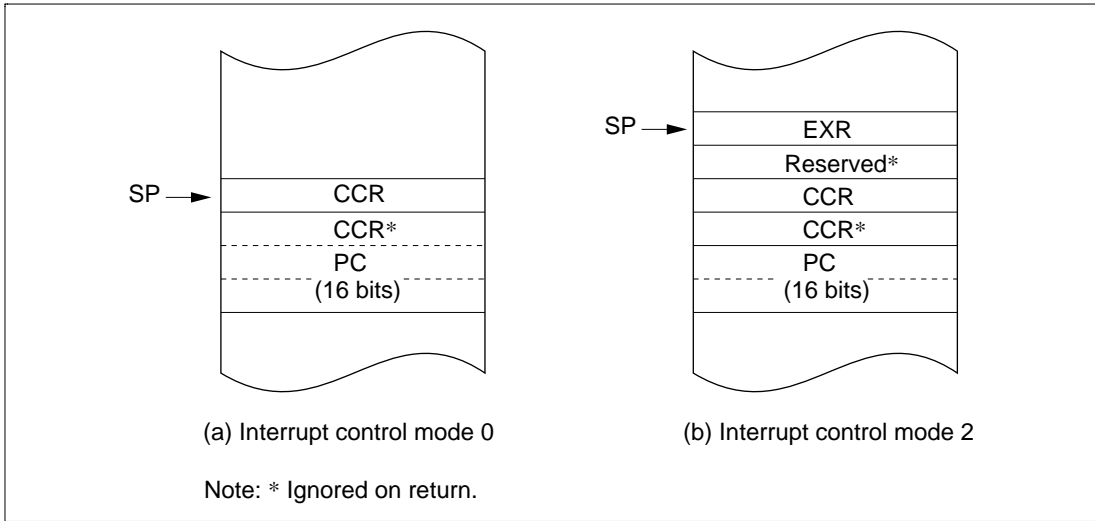 SP
CCR
CCR*
PC
(16 bits)
(a) Interrupt control mode 0
SP
EXR
Reserved*
CCR
CCR*
PC
(16 bits)
(b) Interrupt control mode 2
Note: * Ignored on return.